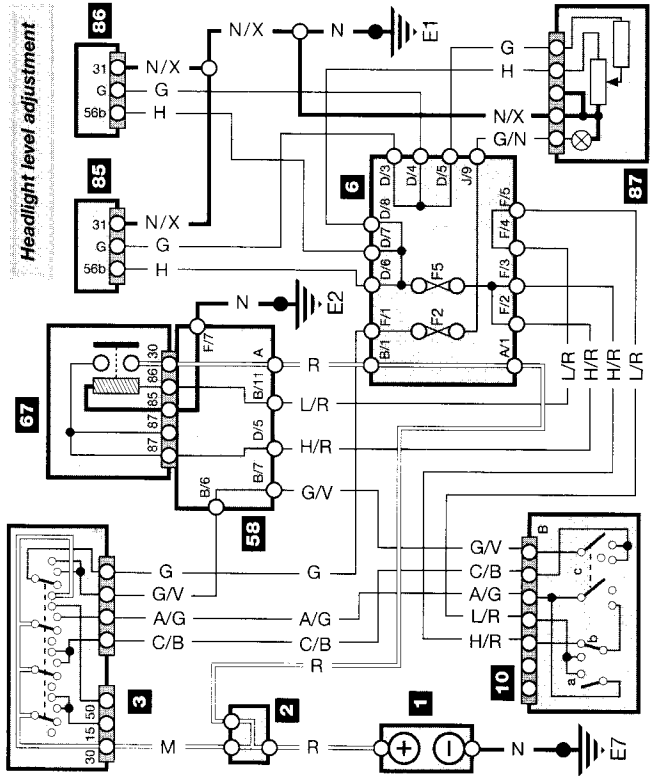 Headlight level adjustment
86
31
G
56b
N/X
G
H
N/X
N
E1
85
31
G
56b
N/X
G
H
G
H
N/X
G/N
87
6
D/3
D/4
D/5
J/9
D/8
D/7
D/6
F/1
B/1
F5
F2
F/5
F/4
F/3
F/2
A/1
67
30
86
85
87
87
F/7
N
E2
A
B/11
D/5
B/7
B/6
58
R
L/R
H/R
G/V
L/R
H/R
H/R
L/R
3
50
15
30
G
G/V
A/G
C/B
G
A/G
C/B
R
M
2
R
1
+
−
N
E7
G/V
C/B
A/G
L/R
H/R
10
B
c
b
a